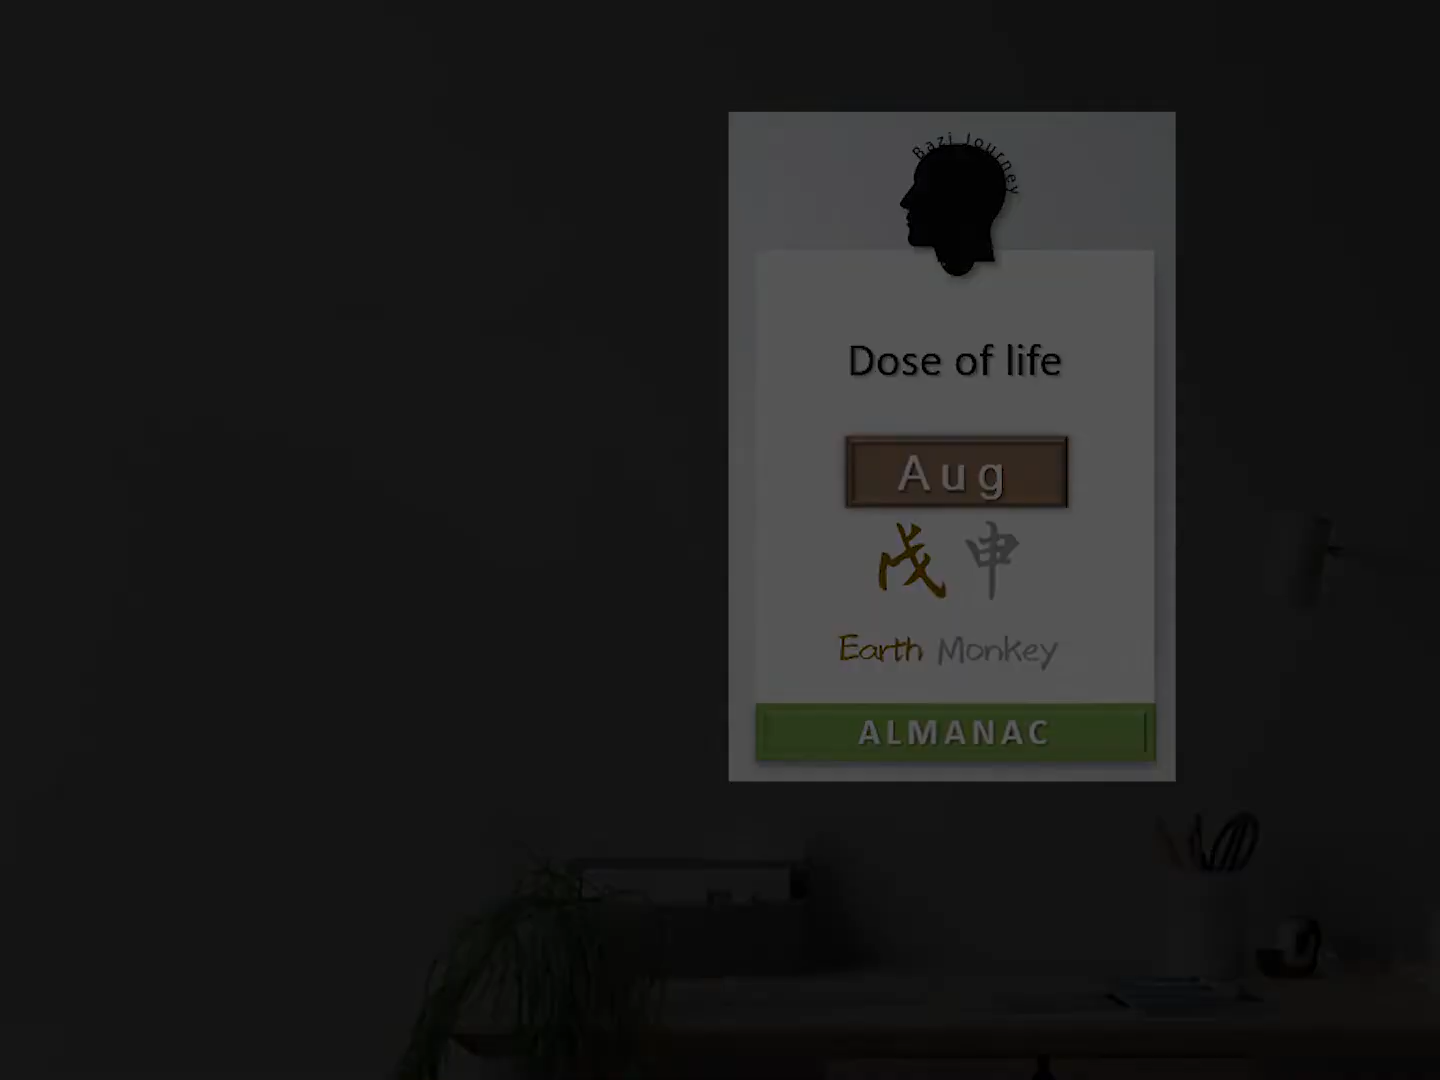 Bazi Journey
Dose of life
Aug
戊申
Earth Monkey
ALMANAC